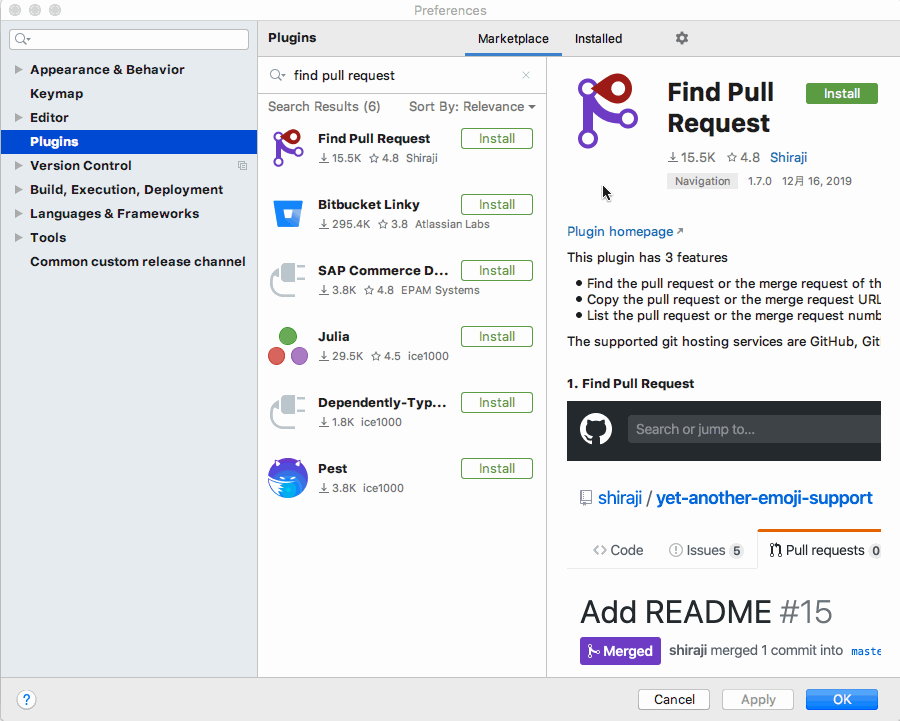 Preferences
Plugins
Marketplace
Installed
Appearance & Behavior
Keymap
Editor
Plugins
Version Control
Build, Execution, Deployment
Languages & Frameworks
Tools
Common custom release channel
find pull request
Search Results (6)
Sort By: Relevance
Find Pull Request
Install
15.5K 4.8 Shiraji
Bitbucket Linky
Install
295.4K 3.8 Atlassian Labs
SAP Commerce D...
Install
3.8K 4.8 EPAM Systems
Julia
Install
29.5K 4.5 ice1000
Dependently-Typ...
Install
1.8K ice1000
Pest
Install
3.8K ice1000
Find Pull
Request
Install
15.5K 4.8 Shiraji
Navigation 1.7.0 12月 16, 2019
Plugin homepage
This plugin has 3 features
• Find the pull request or the merge request of th
• Copy the pull request or the merge request URL
• List the pull request or the merge request numb
The supported git hosting services are GitHub, Git
1. Find Pull Request
Search or jump to...
shiraji / yet-another-emoji-support
Code
Issues 5
Pull requests 0
Add README #15
Merged
shiraji merged 1 commit into maste
?
Cancel
Apply
OK